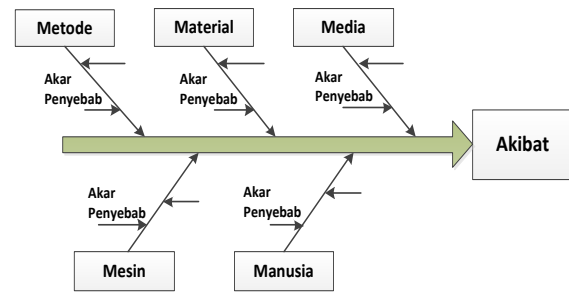 Metode
Material
Media
Akar
Penyebab
Akar
Penyebab
Akar
Penyebab
Akibat
Akar
Penyebab
Akar
Penyebab
Mesin
Manusia